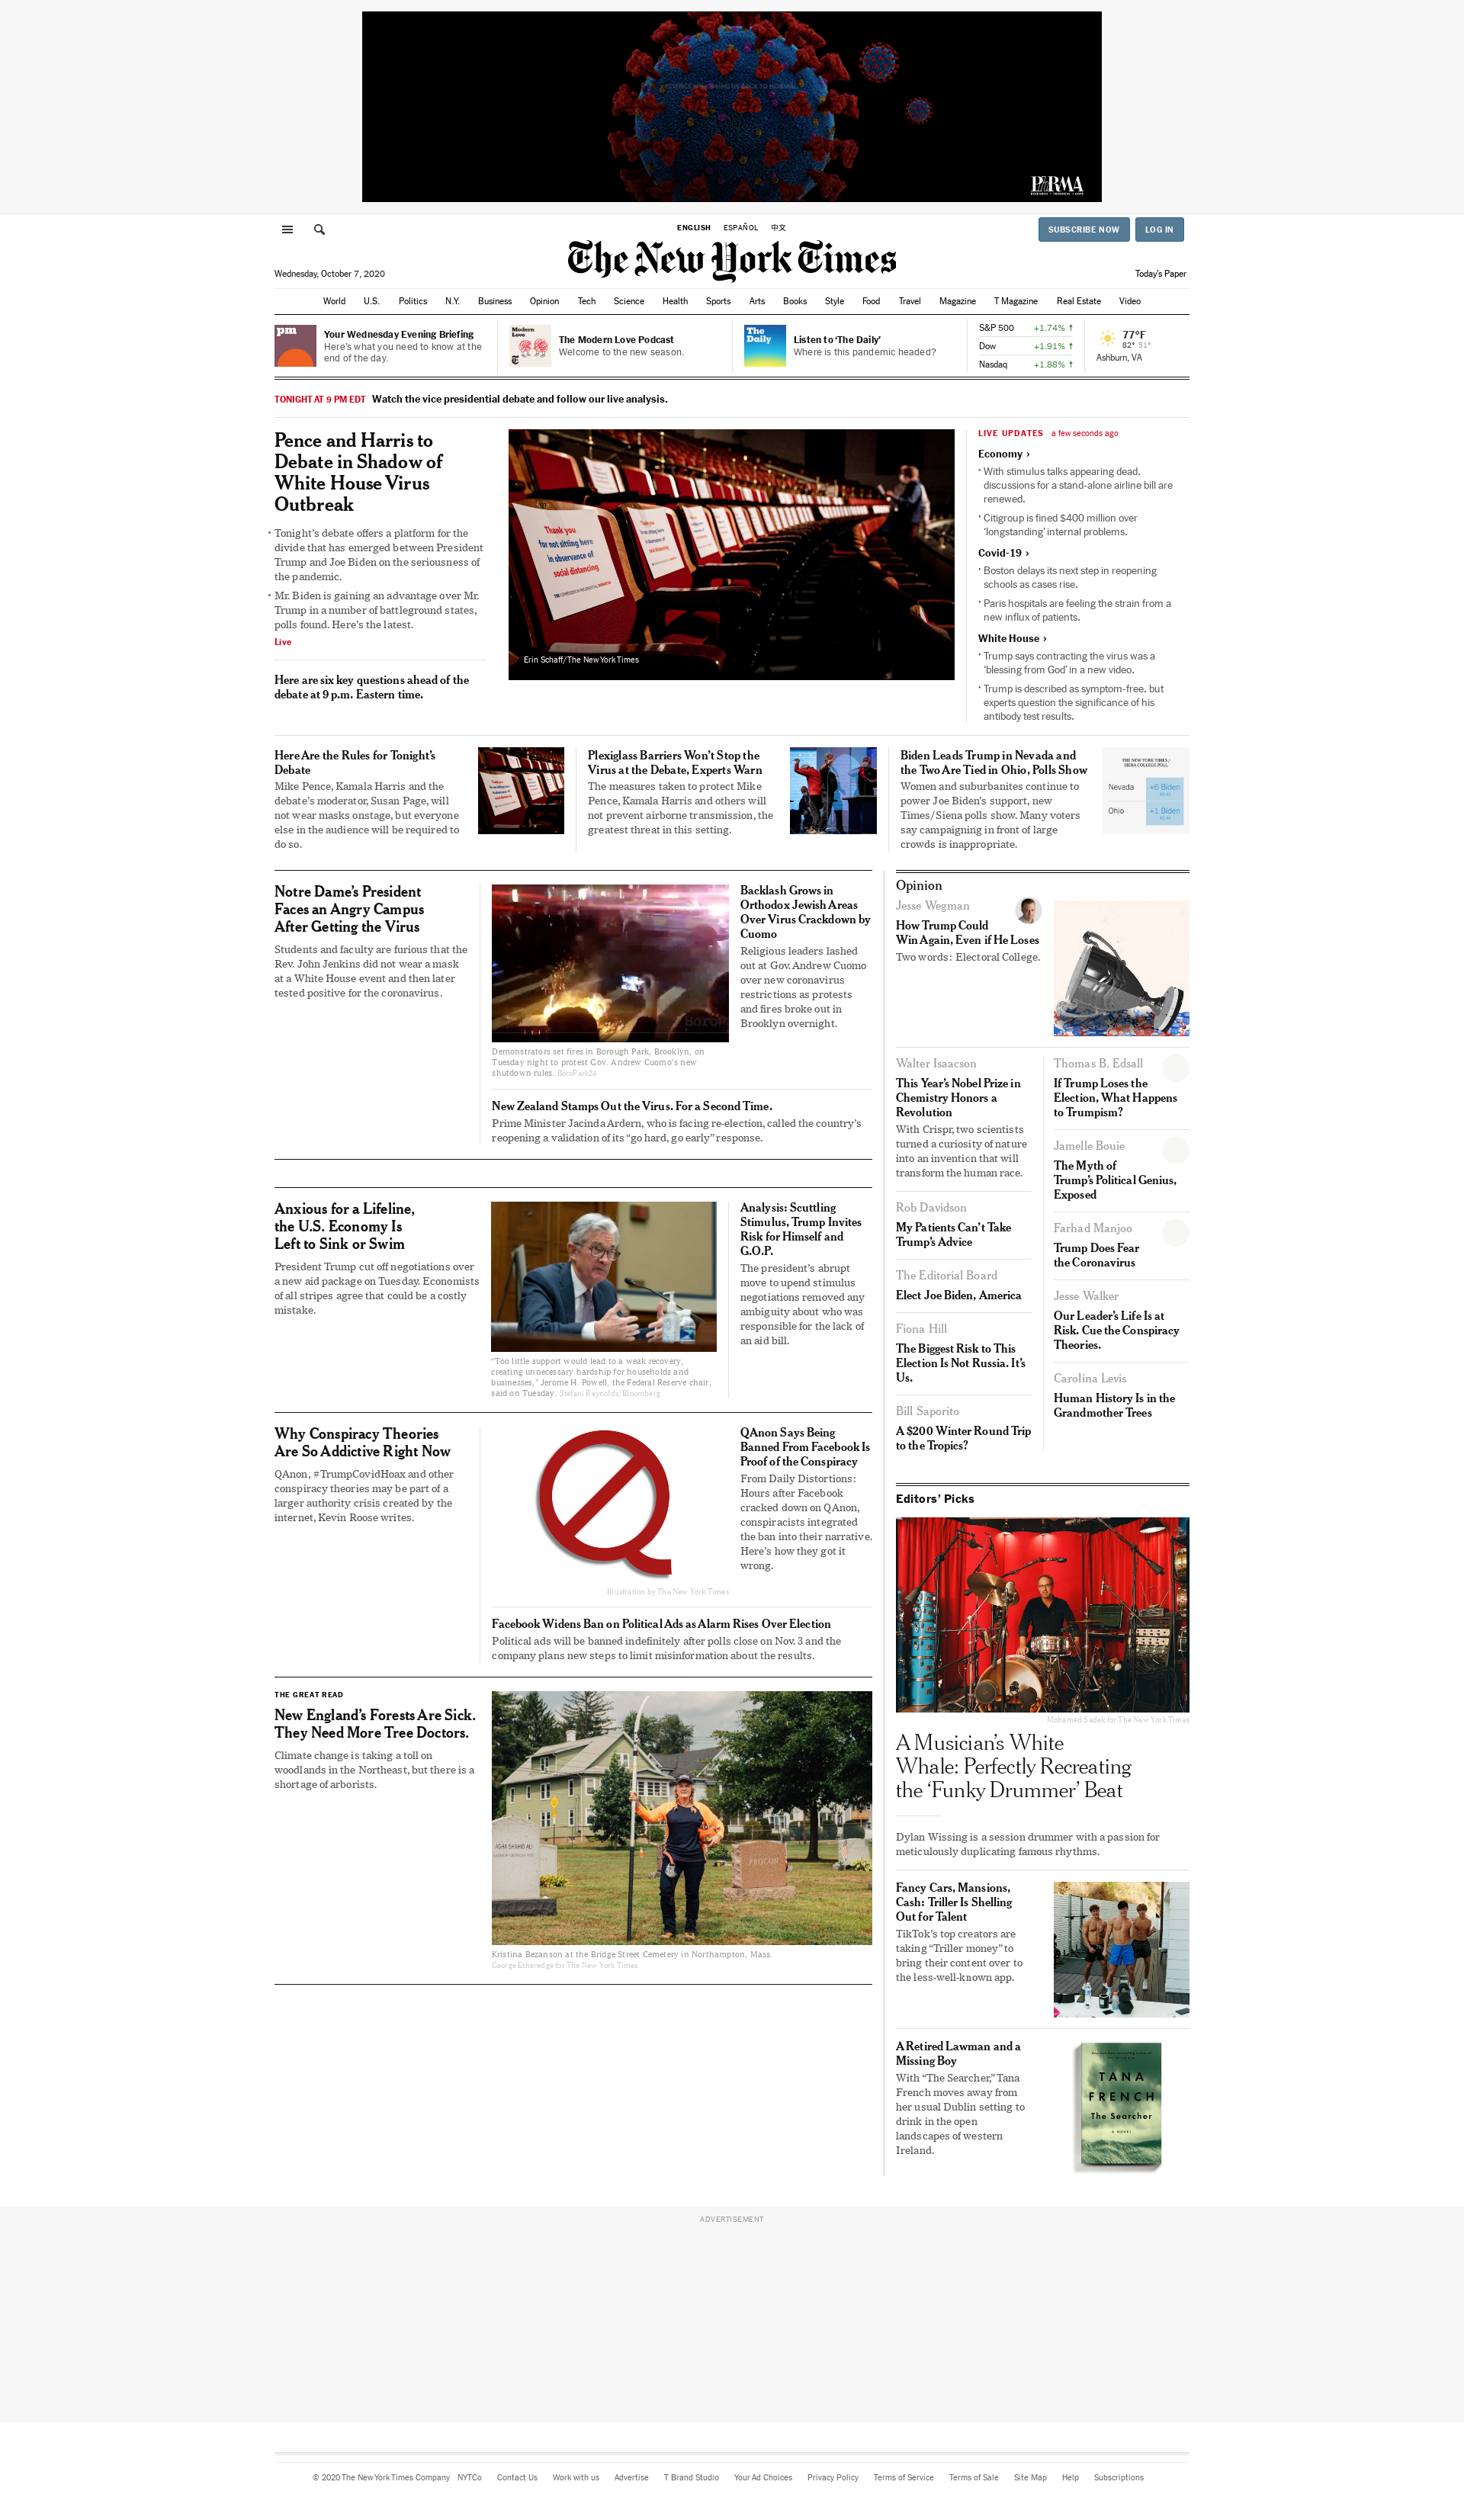 PhRMA
RESEARCH • PROGRESS • HOPE
ENGLISH ESPAÑOL 中文
SUBSCRIBE NOW LOG IN
The New York Times
Wednesday, October 7, 2020
Today's Paper
World U.S. Politics N.Y. Business Opinion Tech Science Health Sports Arts Books Style Food Travel Magazine T Magazine Real Estate Video
pm
Your Wednesday Evening Briefing
Here's what you need to know at the
end of the day.
Modern
Love
The Modern Love Podcast
Welcome to the new season.
The
Daily
Listen to 'The Daily'
Where is this pandemic headed?
S&P 500 +1.74% ↑
Dow +1.91% ↑
Nasdaq +1.88% ↑
77°F
82° 51°
Ashburn, VA
TONIGHT AT 9 PM EDT Watch the vice presidential debate and follow our live analysis.
Pence and Harris to
Debate in Shadow of
White House Virus
Outbreak
• Tonight's debate offers a platform for the
divide that has emerged between President
Trump and Joe Biden on the seriousness of
the pandemic.
• Mr. Biden is gaining an advantage over Mr.
Trump in a number of battleground states,
polls found. Here's the latest.
Live
Here are six key questions ahead of the
debate at 9 p.m. Eastern time.
Thank you
for not sitting here
in observance of
social distancing
Erin Schaff/The New York Times
LIVE UPDATES a few seconds ago
Economy ›
• With stimulus talks appearing dead,
discussions for a stand-alone airline bill are
renewed.
• Citigroup is fined $400 million over
'longstanding' internal problems.
Covid-19 ›
• Boston delays its next step in reopening
schools as cases rise.
• Paris hospitals are feeling the strain from a
new influx of patients.
White House ›
• Trump says contracting the virus was a
'blessing from God' in a new video.
• Trump is described as symptom-free, but
experts question the significance of his
antibody test results.
Here Are the Rules for Tonight's
Debate
Mike Pence, Kamala Harris and the
debate's moderator, Susan Page, will
not wear masks onstage, but everyone
else in the audience will be required to
do so.
Plexiglass Barriers Won't Stop the
Virus at the Debate, Experts Warn
The measures taken to protect Mike
Pence, Kamala Harris and others will
not prevent airborne transmission, the
greatest threat in this setting.
Biden Leads Trump in Nevada and
the Two Are Tied in Ohio, Polls Show
Women and suburbanites continue to
power Joe Biden's support, new
Times/Siena polls show. Many voters
say campaigning in front of large
crowds is inappropriate.
THE NEW YORK TIMES/
SIENA COLLEGE POLL
Nevada +6 Biden
Ohio +1 Biden
Notre Dame's President
Faces an Angry Campus
After Getting the Virus
Students and faculty are furious that the
Rev. John Jenkins did not wear a mask
at a White House event and then later
tested positive for the coronavirus.
Demonstrators set fires in Borough Park, Brooklyn, on
Tuesday night to protest Gov. Andrew Cuomo's new
shutdown rules. BoroPark24
Backlash Grows in
Orthodox Jewish Areas
Over Virus Crackdown by
Cuomo
Religious leaders lashed
out at Gov. Andrew Cuomo
over new coronavirus
restrictions as protests
and fires broke out in
Brooklyn overnight.
New Zealand Stamps Out the Virus. For a Second Time.
Prime Minister Jacinda Ardern, who is facing re-election, called the country's
reopening a validation of its "go hard, go early" response.
Anxious for a Lifeline,
the U.S. Economy Is
Left to Sink or Swim
President Trump cut off negotiations over
a new aid package on Tuesday. Economists
of all stripes agree that could be a costly
mistake.
"Too little support would lead to a weak recovery,
creating unnecessary hardship for households and
businesses," Jerome H. Powell, the Federal Reserve chair,
said on Tuesday. Stefani Reynolds/Bloomberg
Analysis: Scuttling
Stimulus, Trump Invites
Risk for Himself and
G.O.P.
The president's abrupt
move to upend stimulus
negotiations removed any
ambiguity about who was
responsible for the lack of
an aid bill.
Why Conspiracy Theories
Are So Addictive Right Now
QAnon, #TrumpCovidHoax and other
conspiracy theories may be part of a
larger authority crisis created by the
internet, Kevin Roose writes.
Illustration by The New York Times
QAnon Says Being
Banned From Facebook Is
Proof of the Conspiracy
From Daily Distortions:
Hours after Facebook
cracked down on QAnon,
conspiracists integrated
the ban into their narrative.
Here's how they got it
wrong.
Facebook Widens Ban on Political Ads as Alarm Rises Over Election
Political ads will be banned indefinitely after polls close on Nov. 3 and the
company plans new steps to limit misinformation about the results.
THE GREAT READ
New England's Forests Are Sick.
They Need More Tree Doctors.
Climate change is taking a toll on
woodlands in the Northeast, but there is a
shortage of arborists.
AGHA SHAHID ALI
PROCON
Kristina Bezanson at the Bridge Street Cemetery in Northampton, Mass.
George Etheredge for The New York Times
Opinion
Jesse Wegman
How Trump Could
Win Again, Even if He Loses
Two words: Electoral College.
Walter Isaacson
This Year's Nobel Prize in
Chemistry Honors a
Revolution
With Crispr, two scientists
turned a curiosity of nature
into an invention that will
transform the human race.
Rob Davidson
My Patients Can't Take
Trump's Advice
The Editorial Board
Elect Joe Biden, America
Fiona Hill
The Biggest Risk to This
Election Is Not Russia. It's
Us.
Bill Saporito
A $200 Winter Round Trip
to the Tropics?
Thomas B. Edsall
If Trump Loses the
Election, What Happens
to Trumpism?
Jamelle Bouie
The Myth of
Trump's Political Genius,
Exposed
Farhad Manjoo
Trump Does Fear
the Coronavirus
Jesse Walker
Our Leader's Life Is at
Risk. Cue the Conspiracy
Theories.
Carolina Levis
Human History Is in the
Grandmother Trees
Editors' Picks
Mohamed Sadek for The New York Times
A Musician's White
Whale: Perfectly Recreating
the 'Funky Drummer' Beat
Dylan Wissing is a session drummer with a passion for
meticulously duplicating famous rhythms.
Fancy Cars, Mansions,
Cash: Triller Is Shelling
Out for Talent
TikTok's top creators are
taking "Triller money" to
bring their content over to
the less-well-known app.
A Retired Lawman and a
Missing Boy
With "The Searcher," Tana
French moves away from
her usual Dublin setting to
drink in the open
landscapes of western
Ireland.
TANA
FRENCH
The Searcher
A NOVEL
ADVERTISEMENT
© 2020 The New York Times Company NYTCo Contact Us Work with us Advertise T Brand Studio Your Ad Choices Privacy Policy Terms of Service Terms of Sale Site Map Help Subscriptions